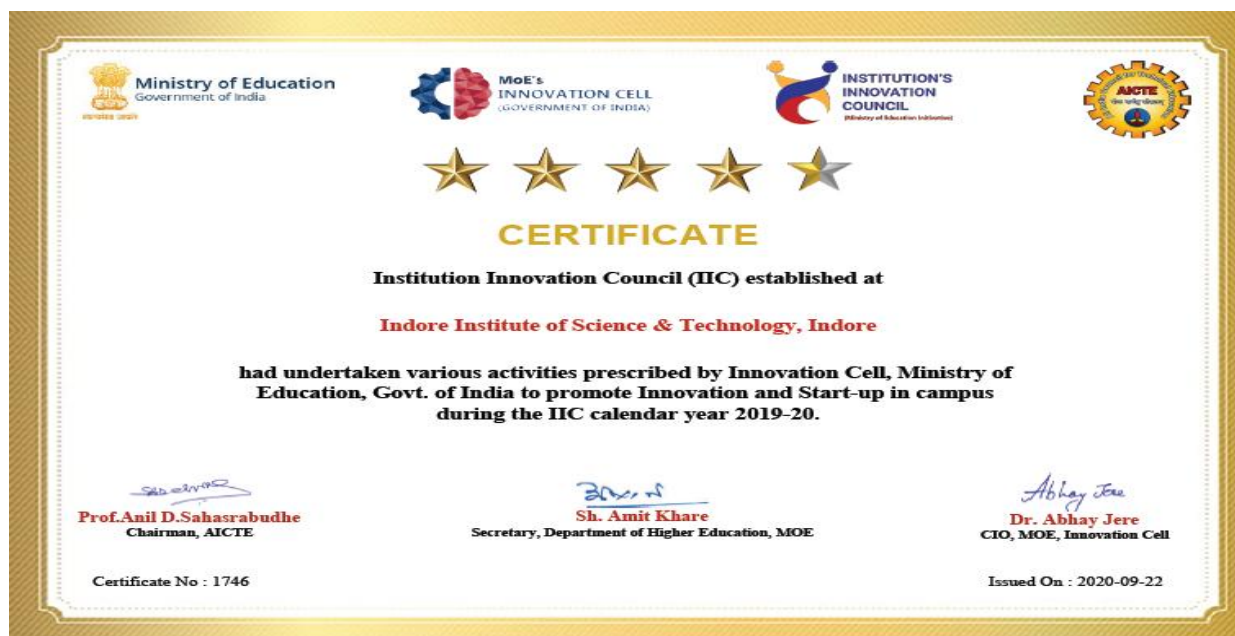 Ministry of Education
Government of India
MoE's
INNOVATION CELL
(GOVERNMENT OF INDIA)
INSTITUTION'S
INNOVATION
COUNCIL
(Ministry of Education Initiative)
AICTE
CERTIFICATE
Institution Innovation Council (IIC) established at
Indore Institute of Science & Technology, Indore
had undertaken various activities prescribed by Innovation Cell, Ministry of
Education, Govt. of India to promote Innovation and Start-up in campus
during the IIC calendar year 2019-20.
Abhay Jere
Prof.Anil D.Sahasrabudhe
Chairman, AICTE
Sh. Amit Khare
Secretary, Department of Higher Education, MOE
Dr. Abhay Jere
CIO, MOE, Innovation Cell
Certificate No : 1746
Issued On : 2020-09-22